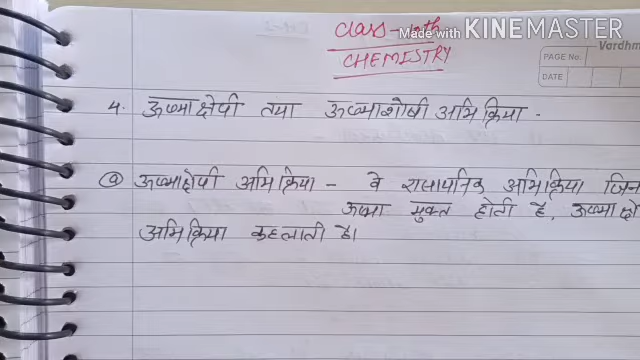 Class-10th
Made with KINEMASTER
CHEMISTRY
Vardhm
PAGE No.
DATE
4. ऊष्माक्षेपी तथा ऊष्माशोषी अभिक्रिया -
@ ऊष्माक्षेपी अभिक्रिया - वे रासायनिक अभिक्रिया जिन
ऊष्मा मुक्त होती है, ऊष्माक्षे
अभिक्रिया कहलाती है।